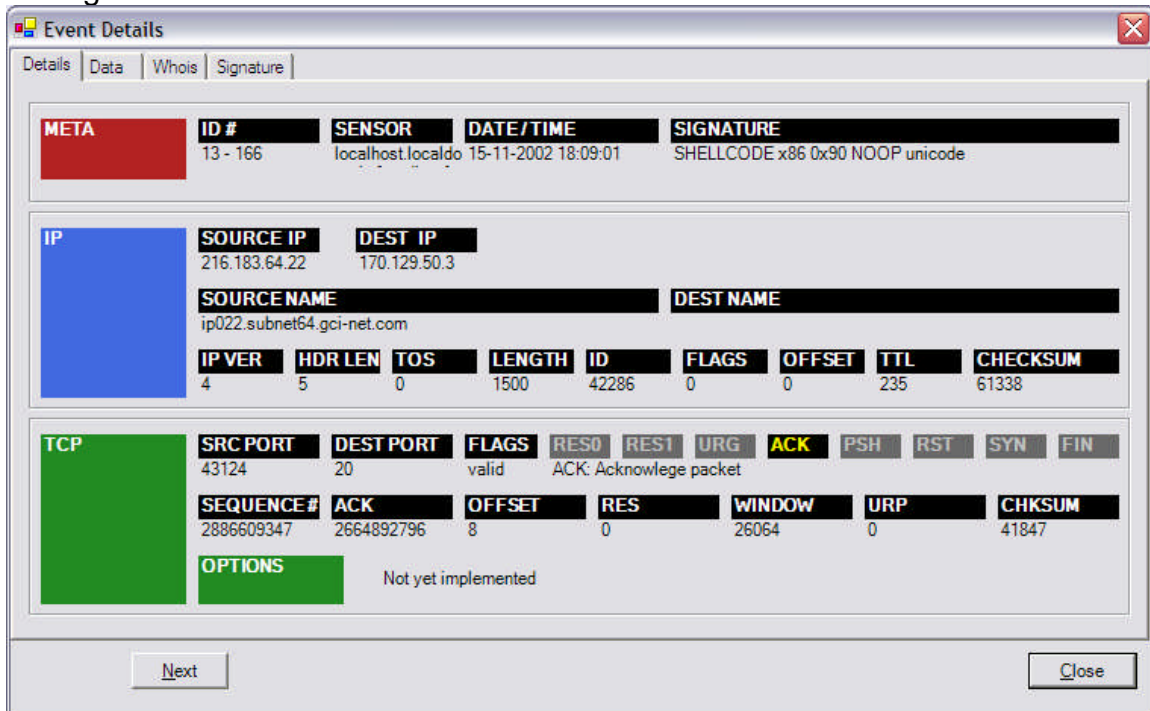 Event Details
Details Data Whois Signature
META ID # SENSOR DATE/TIME SIGNATURE
13 - 166 localhost.localdo 15-11-2002 18:09:01 SHELLCODE x86 0x90 NOOP unicode
IP SOURCE IP DEST IP
216.183.64.22 170.129.50.3
SOURCE NAME DEST NAME
ip022.subnet64.gci-net.com
IP VER HDR LEN TOS LENGTH ID FLAGS OFFSET TTL CHECKSUM
4 5 0 1500 42286 0 0 235 61338
TCP SRC PORT DEST PORT FLAGS RES0 RES1 URG ACK PSH RST SYN FIN
43124 20 valid ACK: Acknowlege packet
SEQUENCE# ACK OFFSET RES WINDOW URP CHKSUM
2886609347 2664892796 8 0 26064 0 41847
OPTIONS Not yet implemented
Next Close